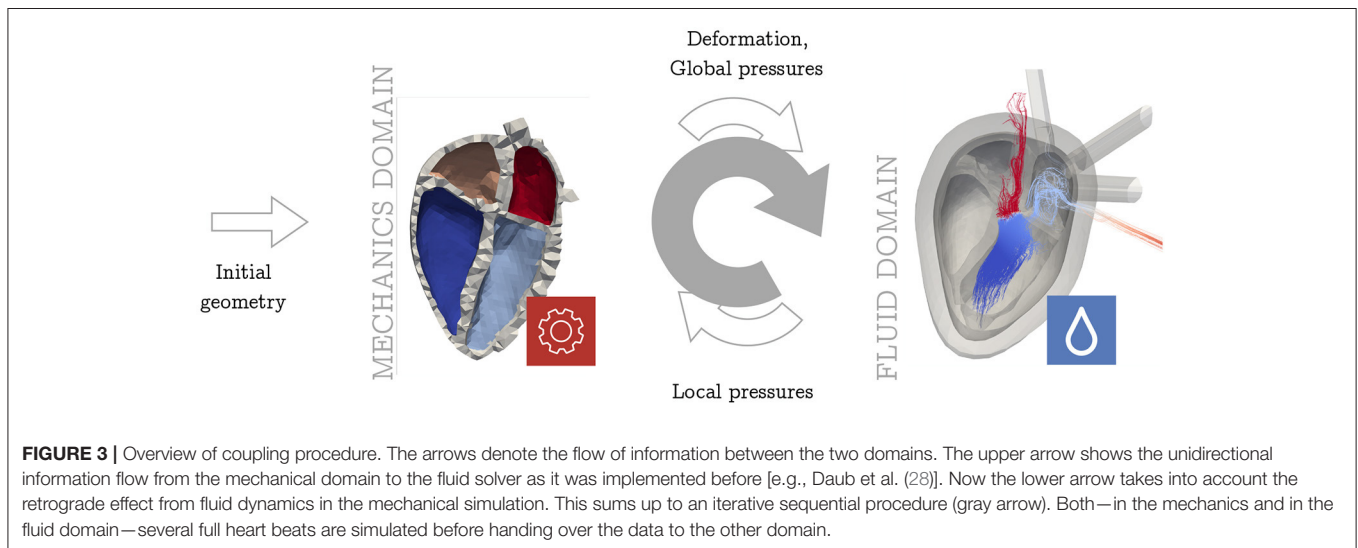 Deformation,
Global pressures
MECHANICS DOMAIN
Initial
geometry
FLUID DOMAIN
Local pressures
FIGURE 3 | Overview of coupling procedure. The arrows denote the flow of information between the two domains. The upper arrow shows the unidirectional
information flow from the mechanical domain to the fluid solver as it was implemented before [e.g., Daub et al. (28)]. Now the lower arrow takes into account the
retrograde effect from fluid dynamics in the mechanical simulation. This sums up to an iterative sequential procedure (gray arrow). Both—in the mechanics and in the
fluid domain—several full heart beats are simulated before handing over the data to the other domain.